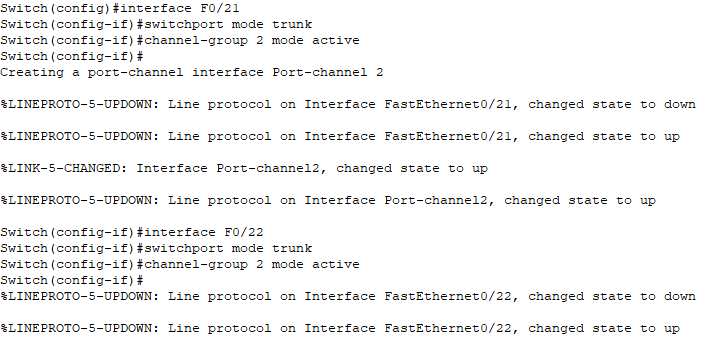 Switch(config)#interface F0/21
Switch(config-if)#switchport mode trunk
Switch(config-if)#channel-group 2 mode active
Switch(config-if)#
Creating a port-channel interface Port-channel 2
%LINEPROTO-5-UPDOWN: Line protocol on Interface FastEthernet0/21, changed state to down
%LINEPROTO-5-UPDOWN: Line protocol on Interface FastEthernet0/21, changed state to up
%LINK-5-CHANGED: Interface Port-channel2, changed state to up
%LINEPROTO-5-UPDOWN: Line protocol on Interface Port-channel2, changed state to up
Switch(config-if)#interface F0/22
Switch(config-if)#switchport mode trunk
Switch(config-if)#channel-group 2 mode active
Switch(config-if)#
%LINEPROTO-5-UPDOWN: Line protocol on Interface FastEthernet0/22, changed state to down
%LINEPROTO-5-UPDOWN: Line protocol on Interface FastEthernet0/22, changed state to up